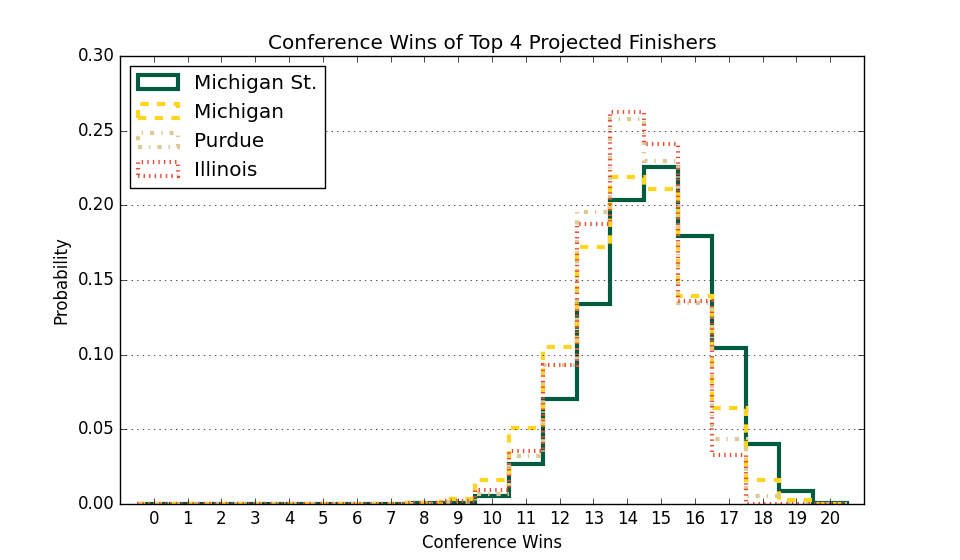 Conference Wins of Top 4 Projected Finishers
0.30
0.25
0.20
0.15
0.10
0.05
0.00
Probability
Michigan St.
Michigan
Purdue
Illinois
0 1 2 3 4 5 6 7 8 9 10 11 12 13 14 15 16 17 18 19 20
Conference Wins